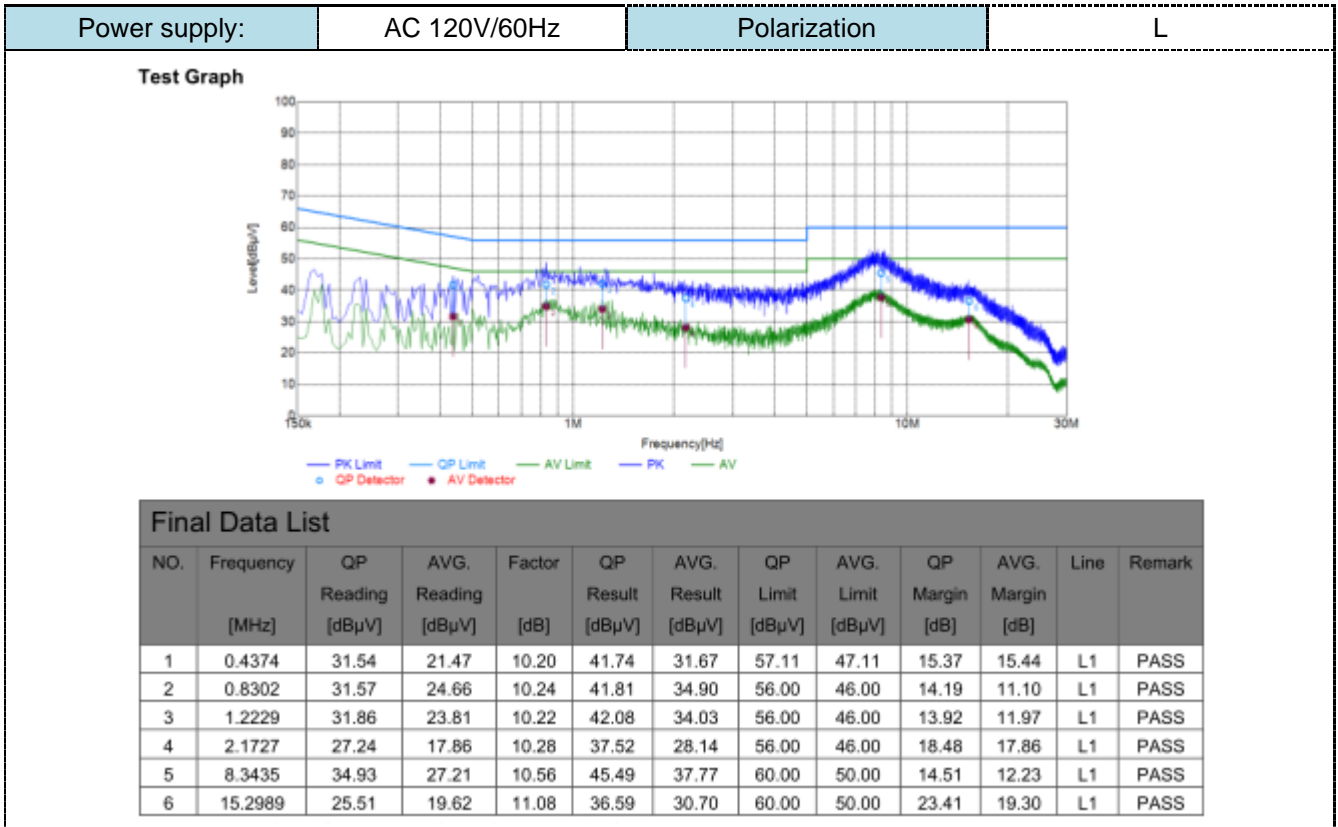 Power supply: AC 120V/60Hz Polarization L
Test Graph
100
90
80
70
60
50
40
30
20
10
0
Level[dBμV]
150k 1M 10M 30M
Frequency[Hz]
PK Limit QP Limit AV Limit PK AV
QP Detector AV Detector
Final Data List
NO. Frequency QP AVG. Factor QP AVG. QP AVG. QP AVG. Line Remark
Reading Reading Result Result Limit Limit Margin Margin
[MHz] [dBμV] [dBμV] [dB] [dBμV] [dBμV] [dBμV] [dBμV] [dB] [dB]
1 0.4374 31.54 21.47 10.20 41.74 31.67 57.11 47.11 15.37 15.44 L1 PASS
2 0.8302 31.57 24.66 10.24 41.81 34.90 56.00 46.00 14.19 11.10 L1 PASS
3 1.2229 31.86 23.81 10.22 42.08 34.03 56.00 46.00 13.92 11.97 L1 PASS
4 2.1727 27.24 17.86 10.28 37.52 28.14 56.00 46.00 18.48 17.86 L1 PASS
5 8.3435 34.93 27.21 10.56 45.49 37.77 60.00 50.00 14.51 12.23 L1 PASS
6 15.2989 25.51 19.62 11.08 36.59 30.70 60.00 50.00 23.41 19.30 L1 PASS